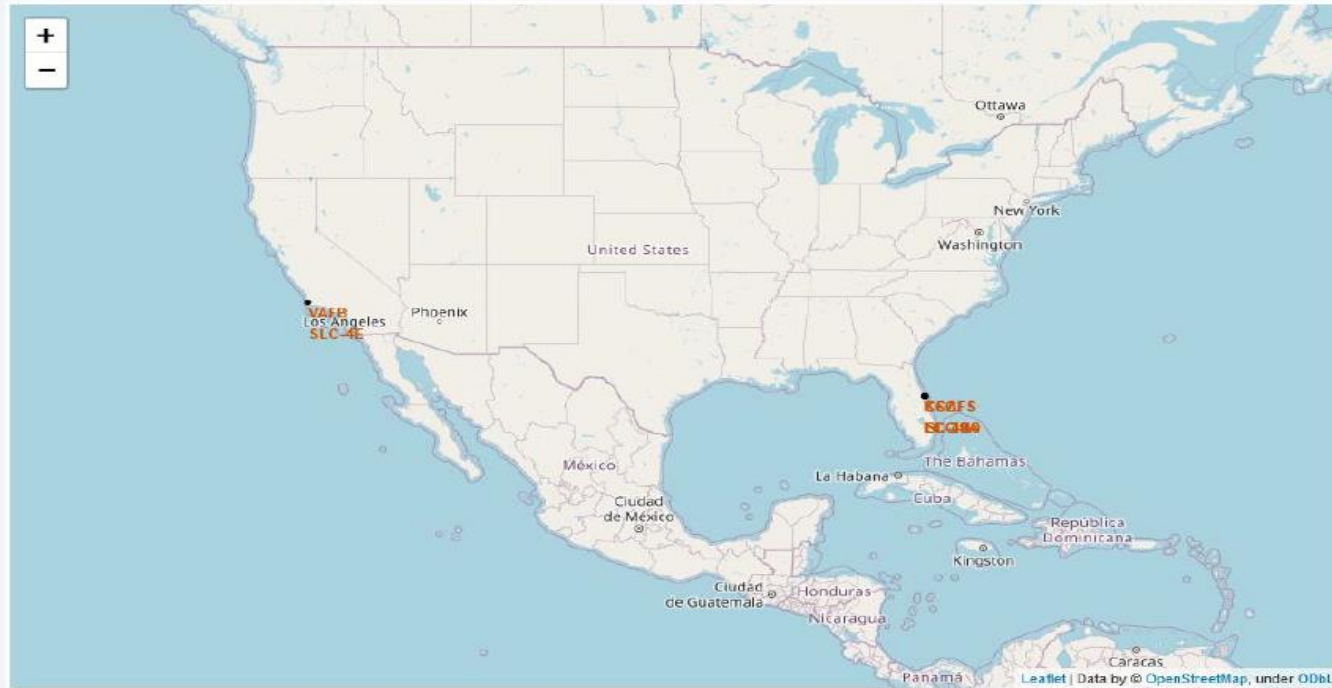 +
−
Ottawa
New York
Washington
United States
VAFB
Los Angeles
SLC-4E
Phoenix
México
Ciudad
de México
La Habana
The Bahamas
Cuba
República
Dominicana
Kingston
Ciudad
de Guatemala
Honduras
Nicaragua
Caracas
Panamá
Leaflet | Data by © OpenStreetMap, under ODbL